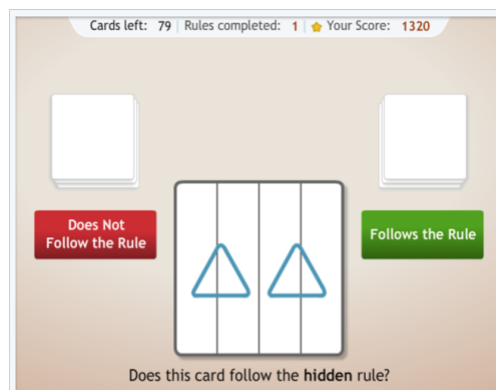 Cards left: 79 | Rules completed: 1 | Your Score: 1320
Does Not
Follow the Rule
Follows the Rule
Does this card follow the hidden rule?